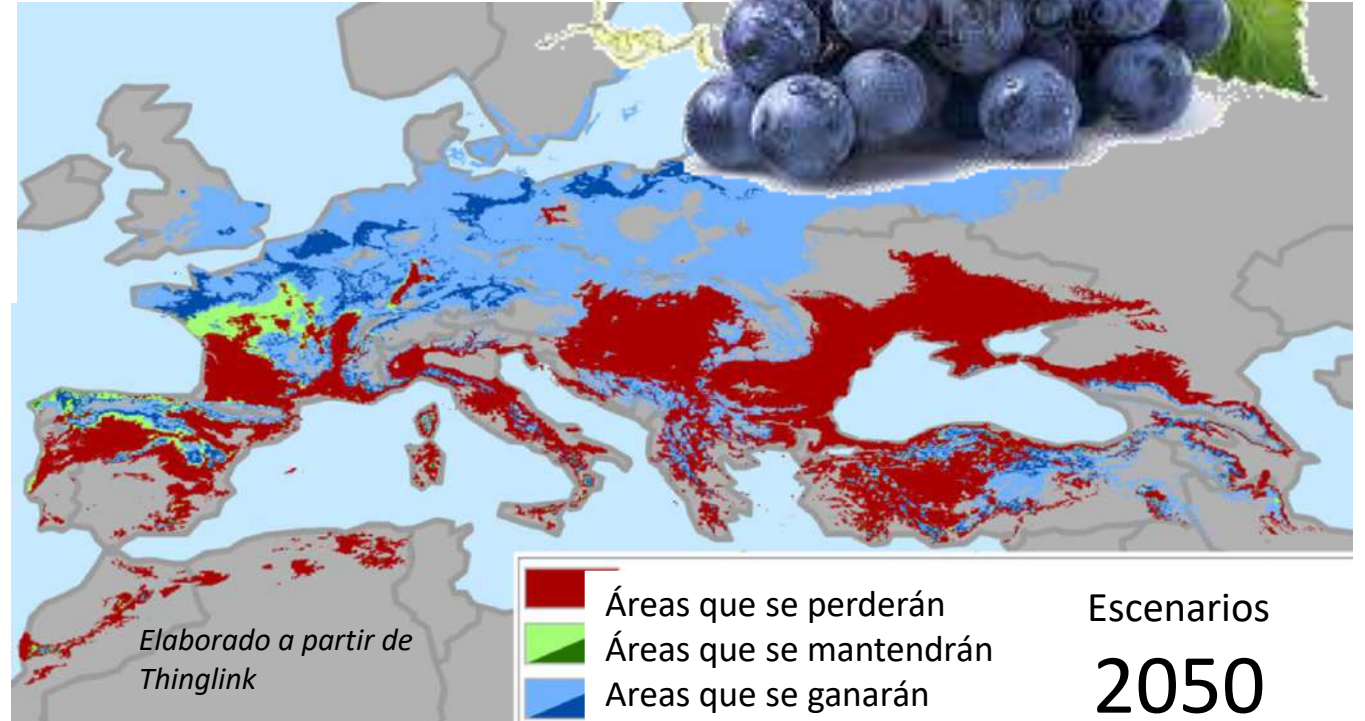 Elaborado a partir de
Thinglink
Áreas que se perderán
Áreas que se mantendrán
Areas que se ganarán
Escenarios
2050